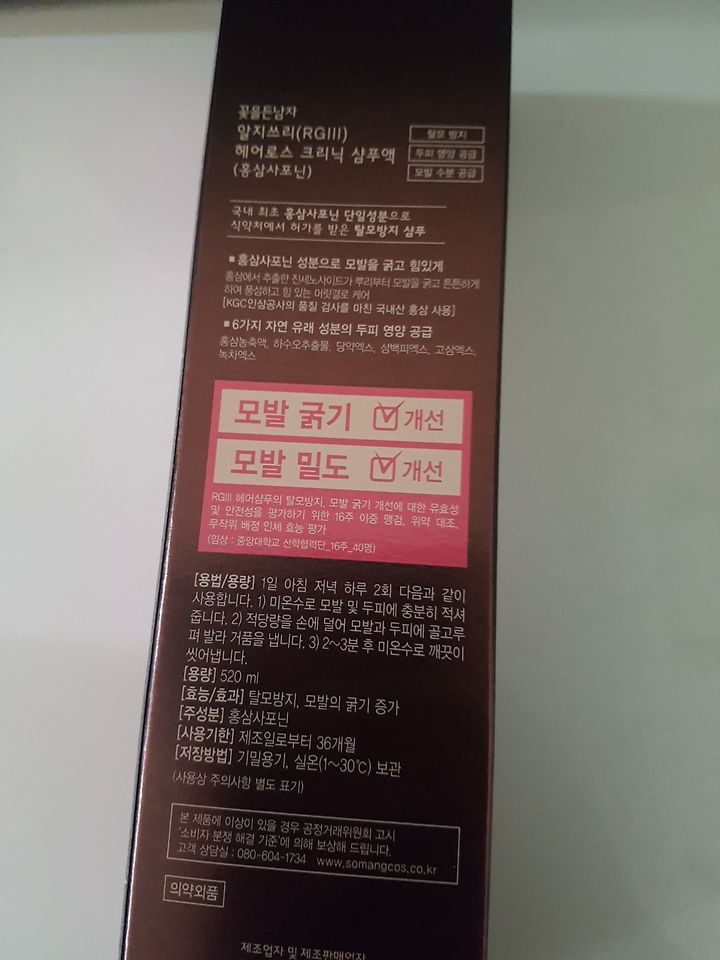 꽃을든남자
알지쓰리(RGIII)
헤어로스 크리닉 샴푸액
(홍삼사포닌)
탈모 방지
두피 영양 공급
모발 수분 공급
국내 최초 홍삼사포닌 단일성분으로
식약처에서 허가를 받은 탈모방지 샴푸
▪홍삼사포닌 성분으로 모발을 굵고 힘있게
홍삼에서 추출한 진세노사이드가 뿌리부터 모발을 굵고 튼튼하게
하여 풍성하고 힘 있는 머릿결로 케어
[KGC인삼공사의 품질 검사를 마친 국내산 홍삼 사용]
▪6가지 자연 유래 성분의 두피 영양 공급
홍삼농축액, 하수오추출물, 당약엑스, 상백피엑스, 고삼엑스,
녹차엑스
모발 굵기 개선
모발 밀도 개선
RGIII 헤어샴푸의 탈모방지, 모발 굵기 개선에 대한 유효성
및 안전성을 평가하기 위한 16주 이중 맹검, 위약 대조,
무작위 배정 인체 효능 평가
(임상 : 중앙대학교 산학협력단_16주_40명)
[용법/용량] 1일 아침 저녁 하루 2회 다음과 같이
사용합니다. 1) 미온수로 모발 및 두피에 충분히 적셔
줍니다. 2) 적당량을 손에 덜어 모발과 두피에 골고루
펴 발라 거품을 냅니다. 3) 2~3분 후 미온수로 깨끗이
씻어냅니다.
[용량] 520 ml
[효능/효과] 탈모방지, 모발의 굵기 증가
[주성분] 홍삼사포닌
[사용기한] 제조일로부터 36개월
[저장방법] 기밀용기, 실온(1~30℃) 보관
(사용상 주의사항 별도 표기)
본 제품에 이상이 있을 경우 공정거래위원회 고시
'소비자 분쟁 해결 기준'에 의해 보상해 드립니다.
고객 상담실 : 080-604-1734 www.somangcos.co.kr
의약외품
제조업자 및 제조판매업자